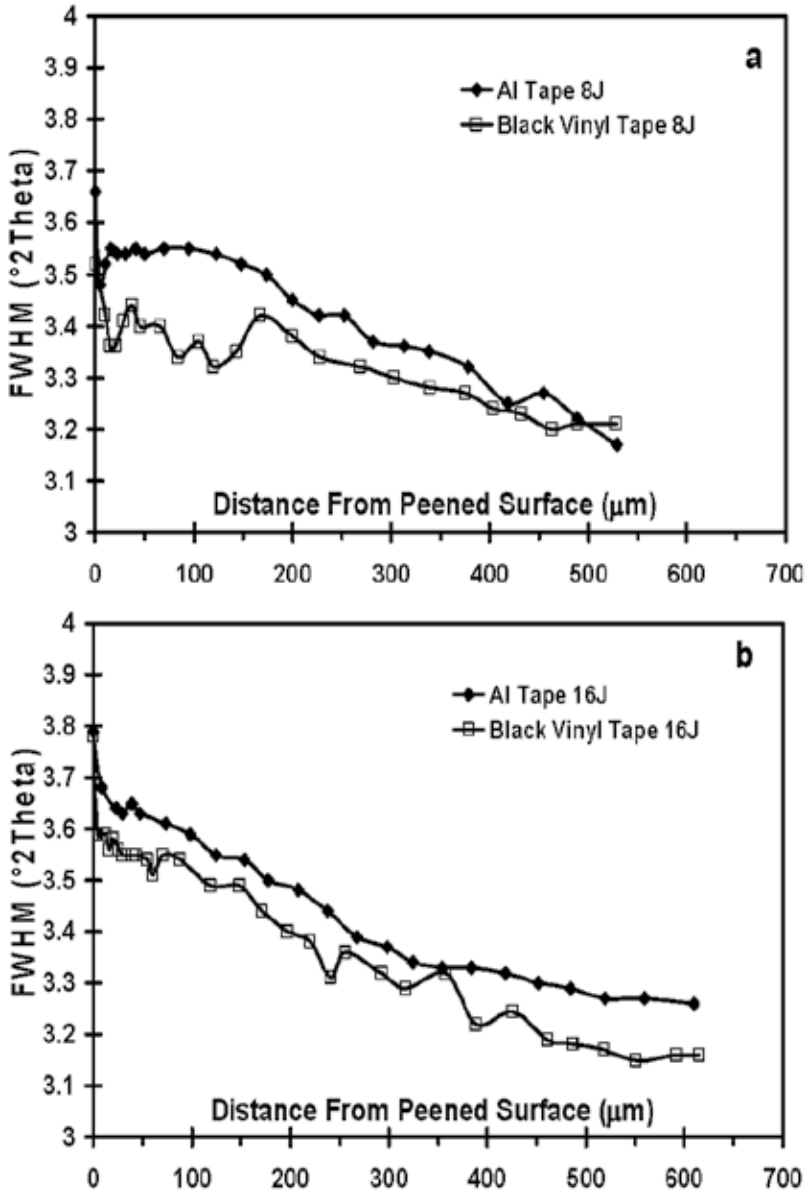 4
a
3.9
Al Tape 8J
3.8
Black Vinyl Tape 8J
3.7
3.6
3.5
3.4
3.3
3.2
3.1
3
FWHM (°2Theta)
Distance From Peened Surface (µm)
0 100 200 300 400 500 600 700
4
b
3.9
Al Tape 16J
3.8
Black Vinyl Tape 16J
3.7
3.6
3.5
3.4
3.3
3.2
3.1
3
FWHM (°2Theta)
Distance From Peened Surface (µm)
0 100 200 300 400 500 600 700